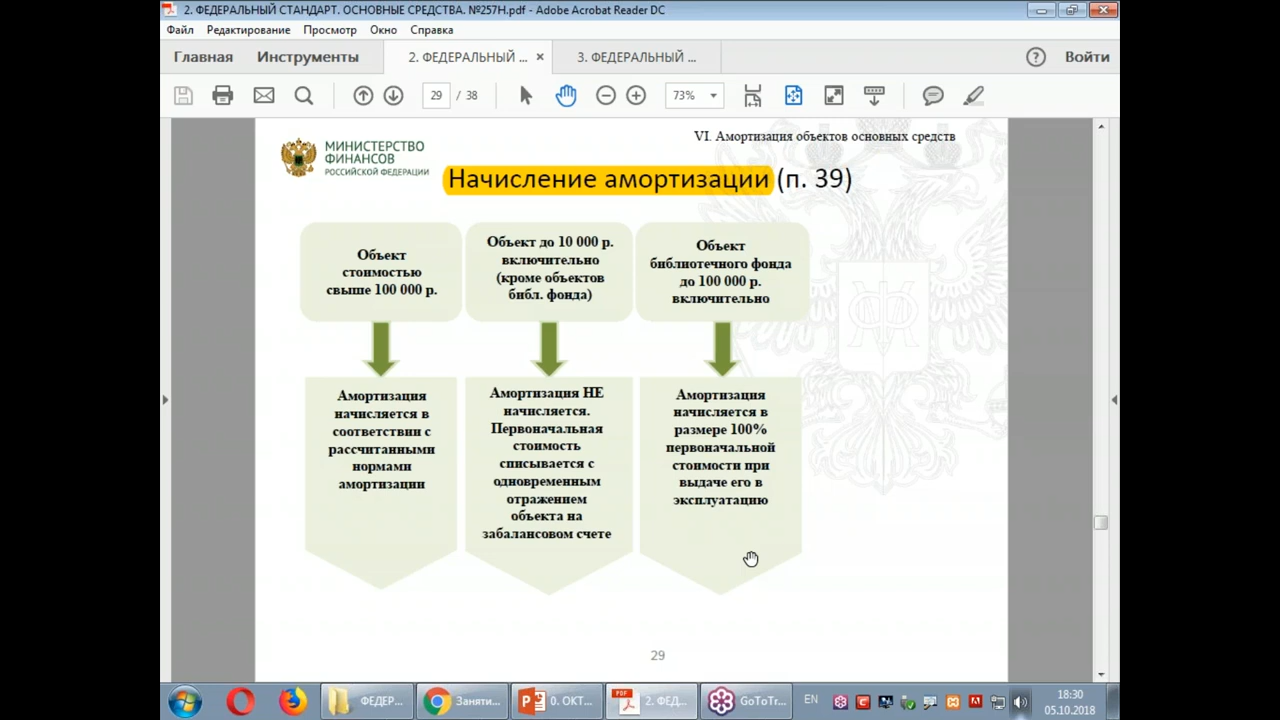 2. ФЕДЕРАЛЬНЫЙ СТАНДАРТ. ОСНОВНЫЕ СРЕДСТВА. №257Н.pdf - Adobe Acrobat Reader DC
Файл Редактирование Просмотр Окно Справка
Главная Инструменты 2. ФЕДЕРАЛЬНЫЙ ... × 3. ФЕДЕРАЛЬНЫЙ ... ? Войти
29 / 38 73%
VI. Амортизация объектов основных средств
МИНИСТЕРСТВО
ФИНАНСОВ
РОССИЙСКОЙ ФЕДЕРАЦИИ
Начисление амортизации (п. 39)
Объект
стоимостью
свыше 100 000 р.
Объект до 10 000 р.
включительно
(кроме объектов
библ. фонда)
Объект
библиотечного фонда
до 100 000 р.
включительно
Амортизация
начисляется в
соответствии с
рассчитанными
нормами
амортизации
Амортизация НЕ
начисляется.
Первоначальная
стоимость
списывается с
одновременным
отражением
объекта на
забалансовом счете
Амортизация
начисляется в
размере 100%
первоначальной
стоимости при
выдаче его в
эксплуатацию
29
ФЕДЕР... Заняти... 0. ОКТ... 2. ФЕД... GoToTr... EN 18:30
05.10.2018